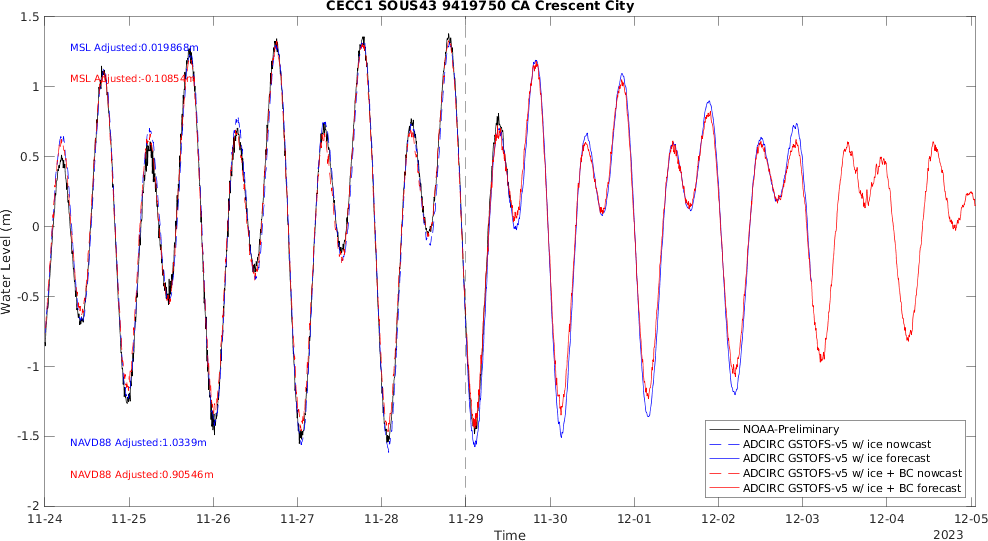 CECC1 SOUS43 9419750 CA Crescent City
1.5
1
0.5
0
-0.5
-1
-1.5
-2
Water Level (m)
MSL Adjusted:0.019868m
MSL Adjusted:-0.10854m
NAVD88 Adjusted:1.0339m
NAVD88 Adjusted:0.90546m
NOAA-Preliminary
ADCIRC GSTOFS-v5 w/ ice nowcast
ADCIRC GSTOFS-v5 w/ ice forecast
ADCIRC GSTOFS-v5 w/ ice + BC nowcast
ADCIRC GSTOFS-v5 w/ ice + BC forecast
11-24 11-25 11-26 11-27 11-28 11-29 11-30 12-01 12-02 12-03 12-04 12-05
Time
2023